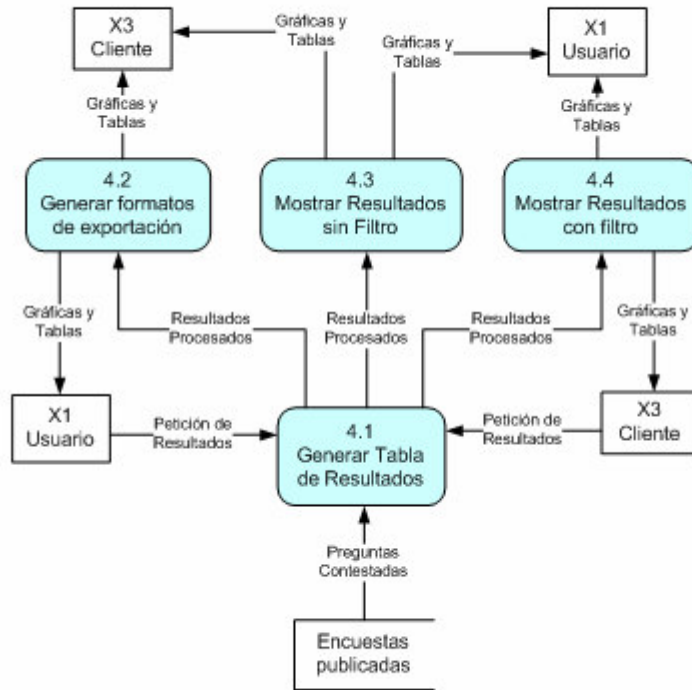 X3
Cliente
Gráficas y
Tablas
Gráficas y
Tablas
X1
Usuario
Gráficas y
Tablas
Gráficas y
Tablas
4.2
Generar formatos
de exportación
4.3
Mostrar Resultados
sin Filtro
4.4
Mostrar Resultados
con filtro
Gráficas y
Tablas
Resultados
Procesados
Resultados
Procesados
Resultados
Procesados
Gráficas y
Tablas
X1
Usuario
Petición de
Resultados
4.1
Generar Tabla
de Resultados
Petición de
Resultados
X3
Cliente
Preguntas
Contestadas
Encuestas
publicadas